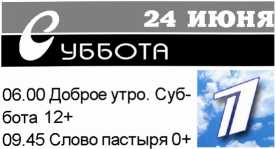 24 ИЮНЯ
СУББОТА
06.00 Доброе утро. Суб-
бота 12+
09.45 Слово пастыря 0+